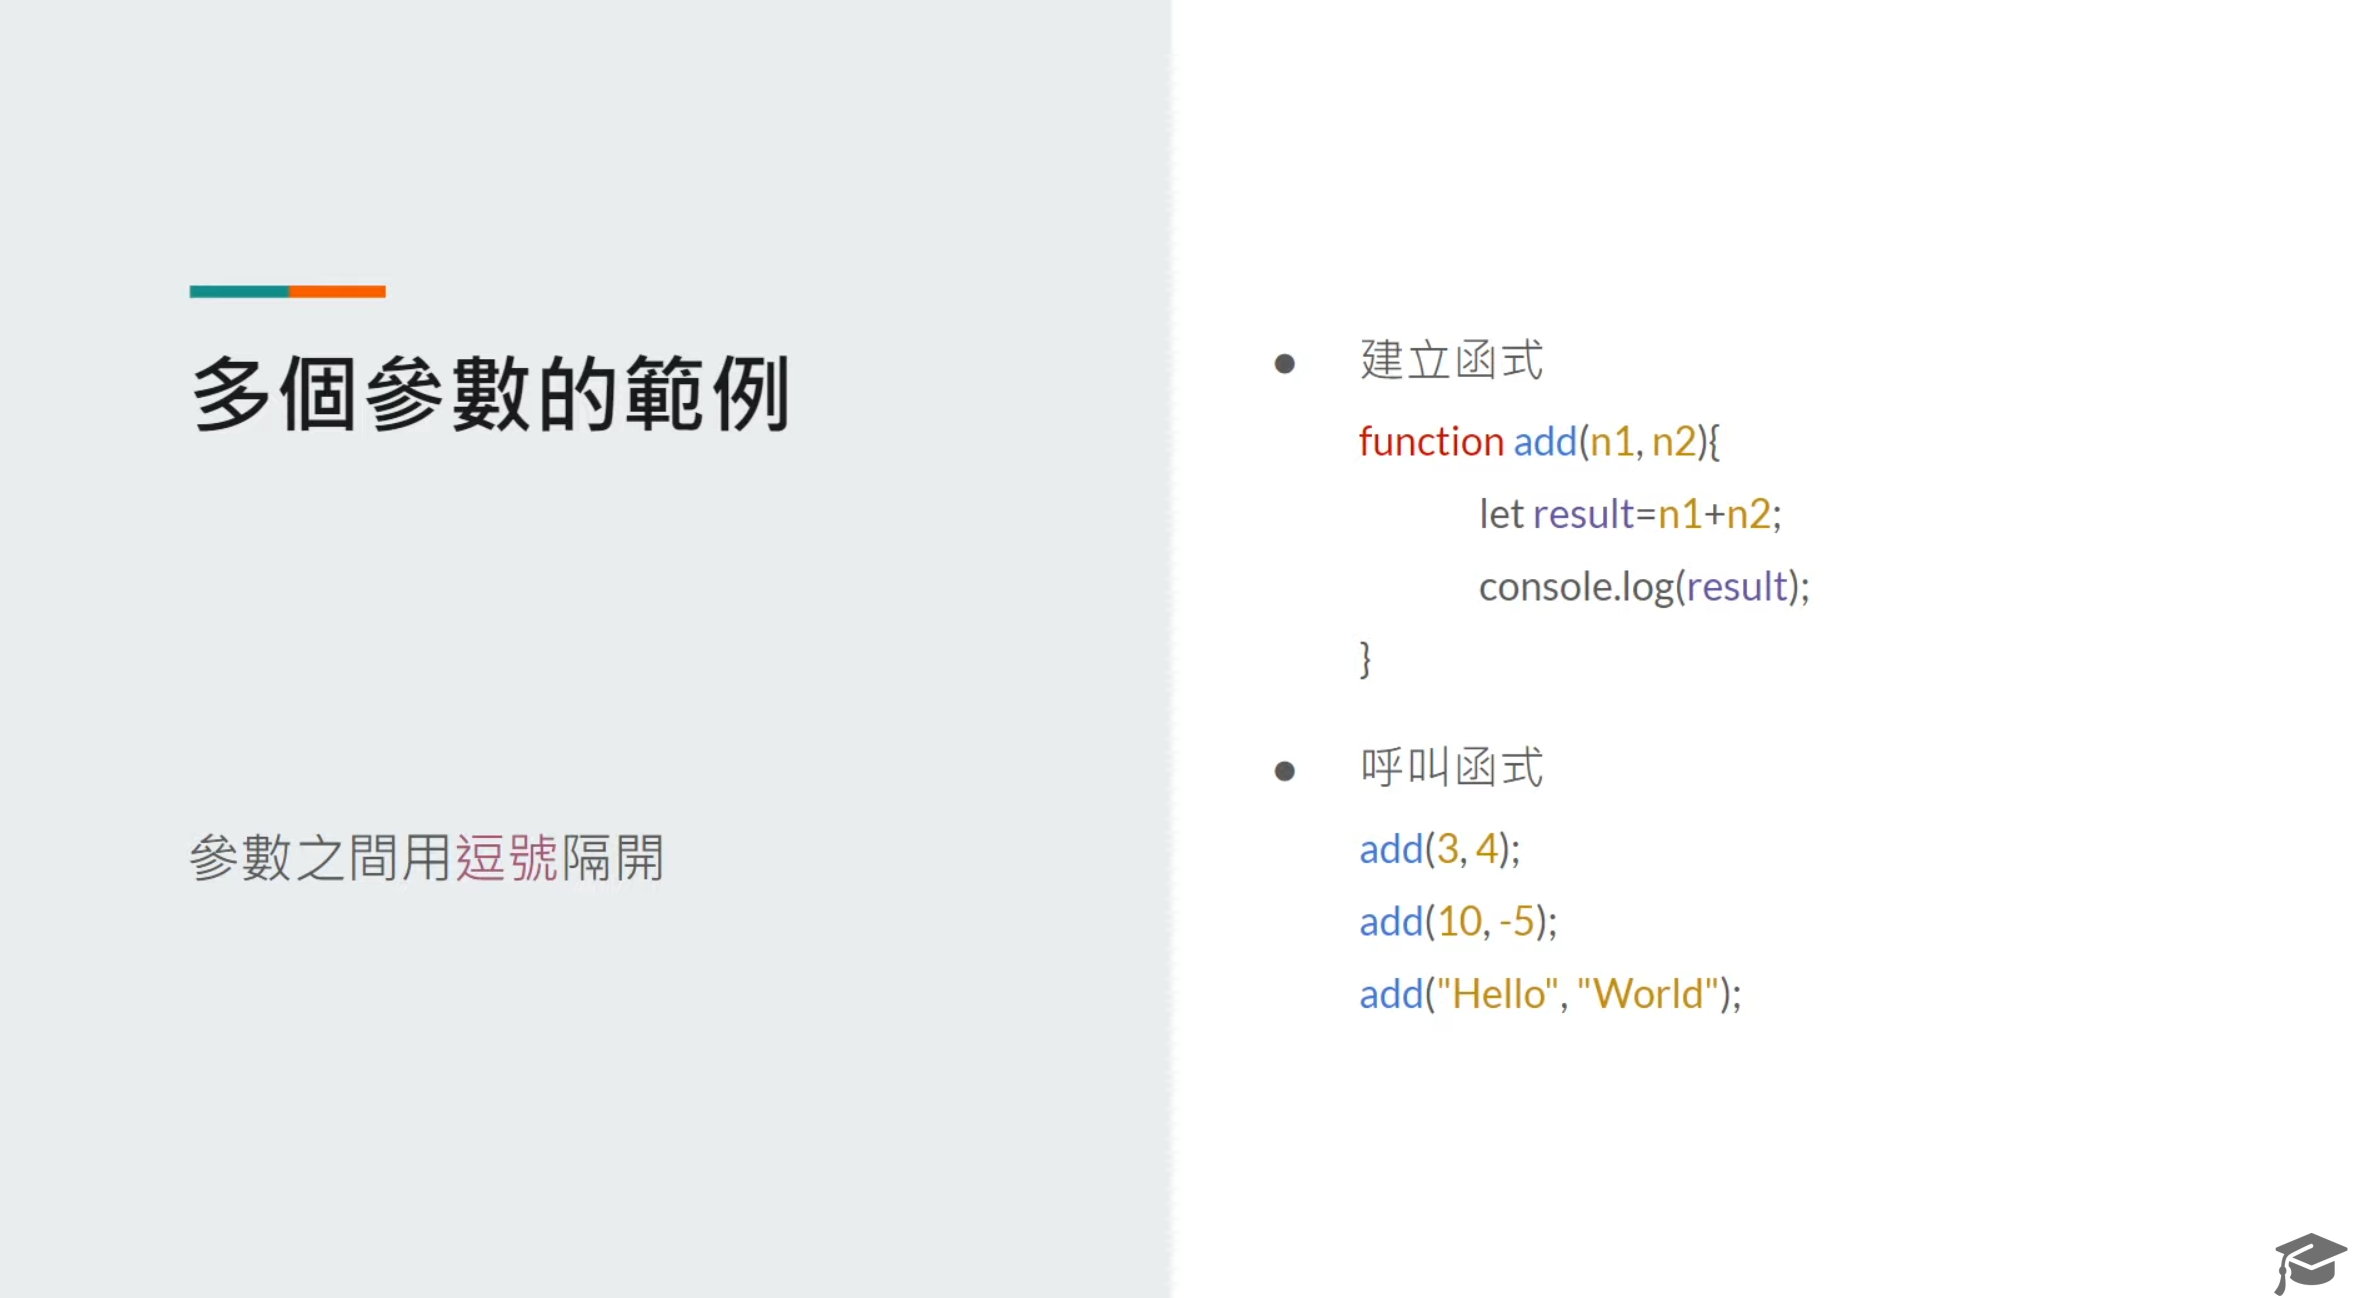 多個參數的範例
參數之間用逗號隔開
● 建立函式
function add(n1, n2){
let result=n1+n2;
console.log(result);
}
● 呼叫函式
add(3, 4);
add(10, -5);
add("Hello", "World");